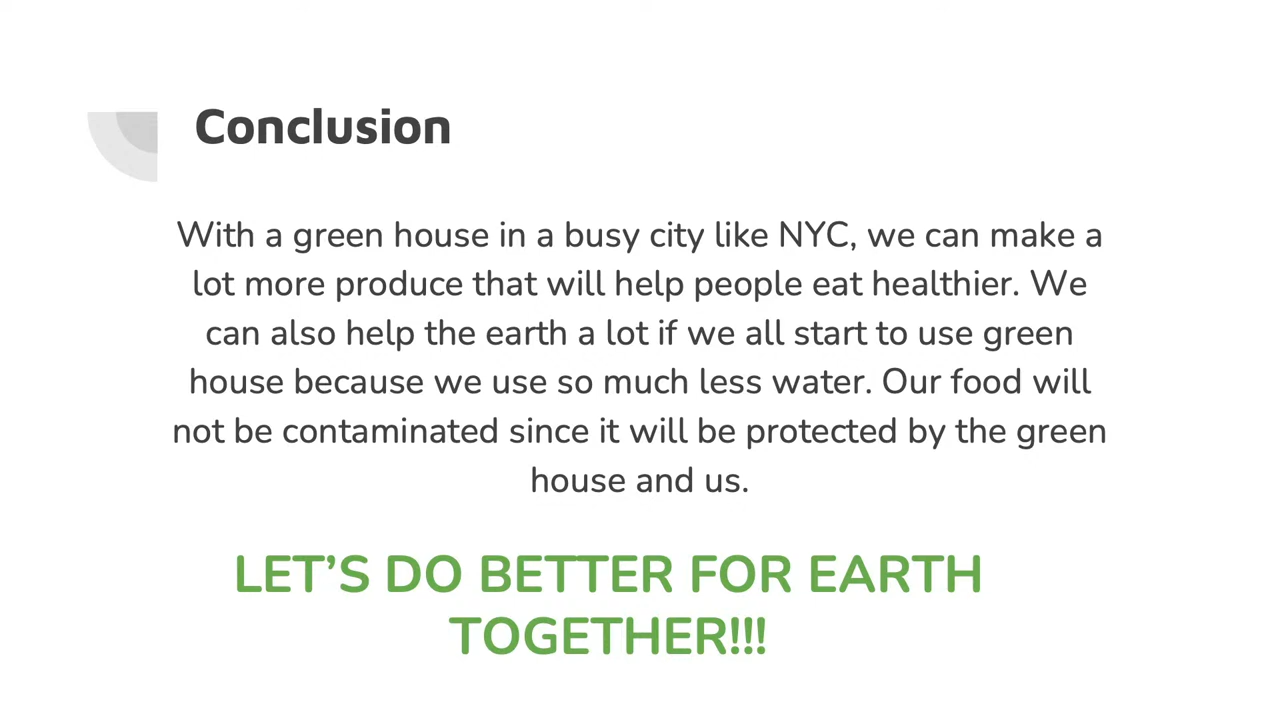 Conclusion
With a green house in a busy city like NYC, we can make a
lot more produce that will help people eat healthier. We
can also help the earth a lot if we all start to use green
house because we use so much less water. Our food will
not be contaminated since it will be protected by the green
house and us.
LET’S DO BETTER FOR EARTH
TOGETHER!!!